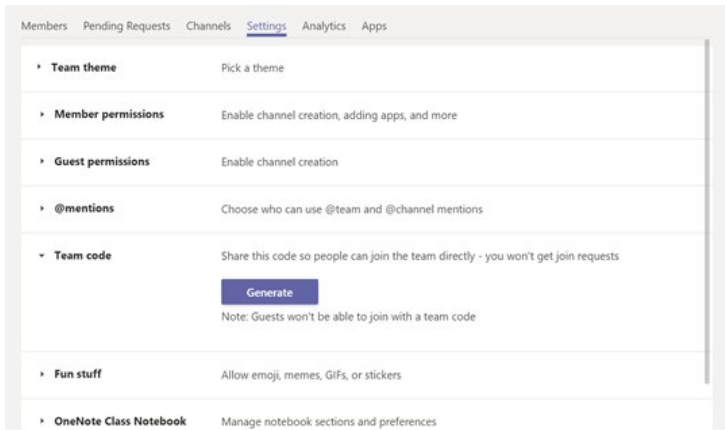 Members Pending Requests Channels Settings Analytics Apps
Team theme Pick a theme
Member permissions Enable channel creation, adding apps, and more
Guest permissions Enable channel creation
@mentions Choose who can use @team and @channel mentions
Team code Share this code so people can join the team directly - you won't get join requests
Generate
Note: Guests won't be able to join with a team code
Fun stuff Allow emoji, memes, GIFs, or stickers
OneNote Class Notebook Manage notebook sections and preferences